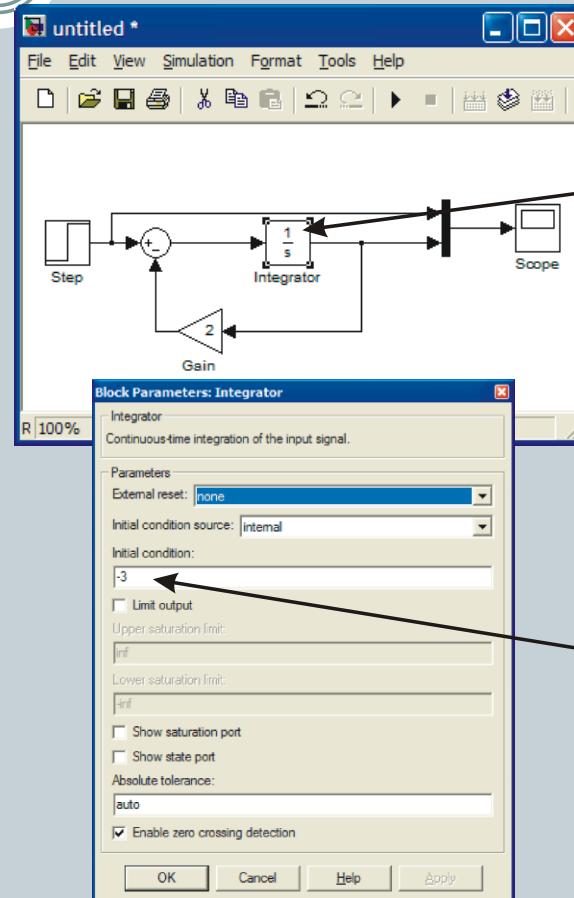 untitled *
File Edit View Simulation Format Tools Help
1
s
+
-
Step
Integrator
Scope
2
Gain
Block Parameters: Integrator
R 100%
Integrator
Continuous-time integration of the input signal.
Parameters
External reset: none
Initial condition source: internal
Initial condition:
-3
Limit output
Upper saturation limit:
inf
Lower saturation limit:
-inf
Show saturation port
Show state port
Absolute tolerance:
auto
Enable zero crossing detection
OK Cancel Help Apply